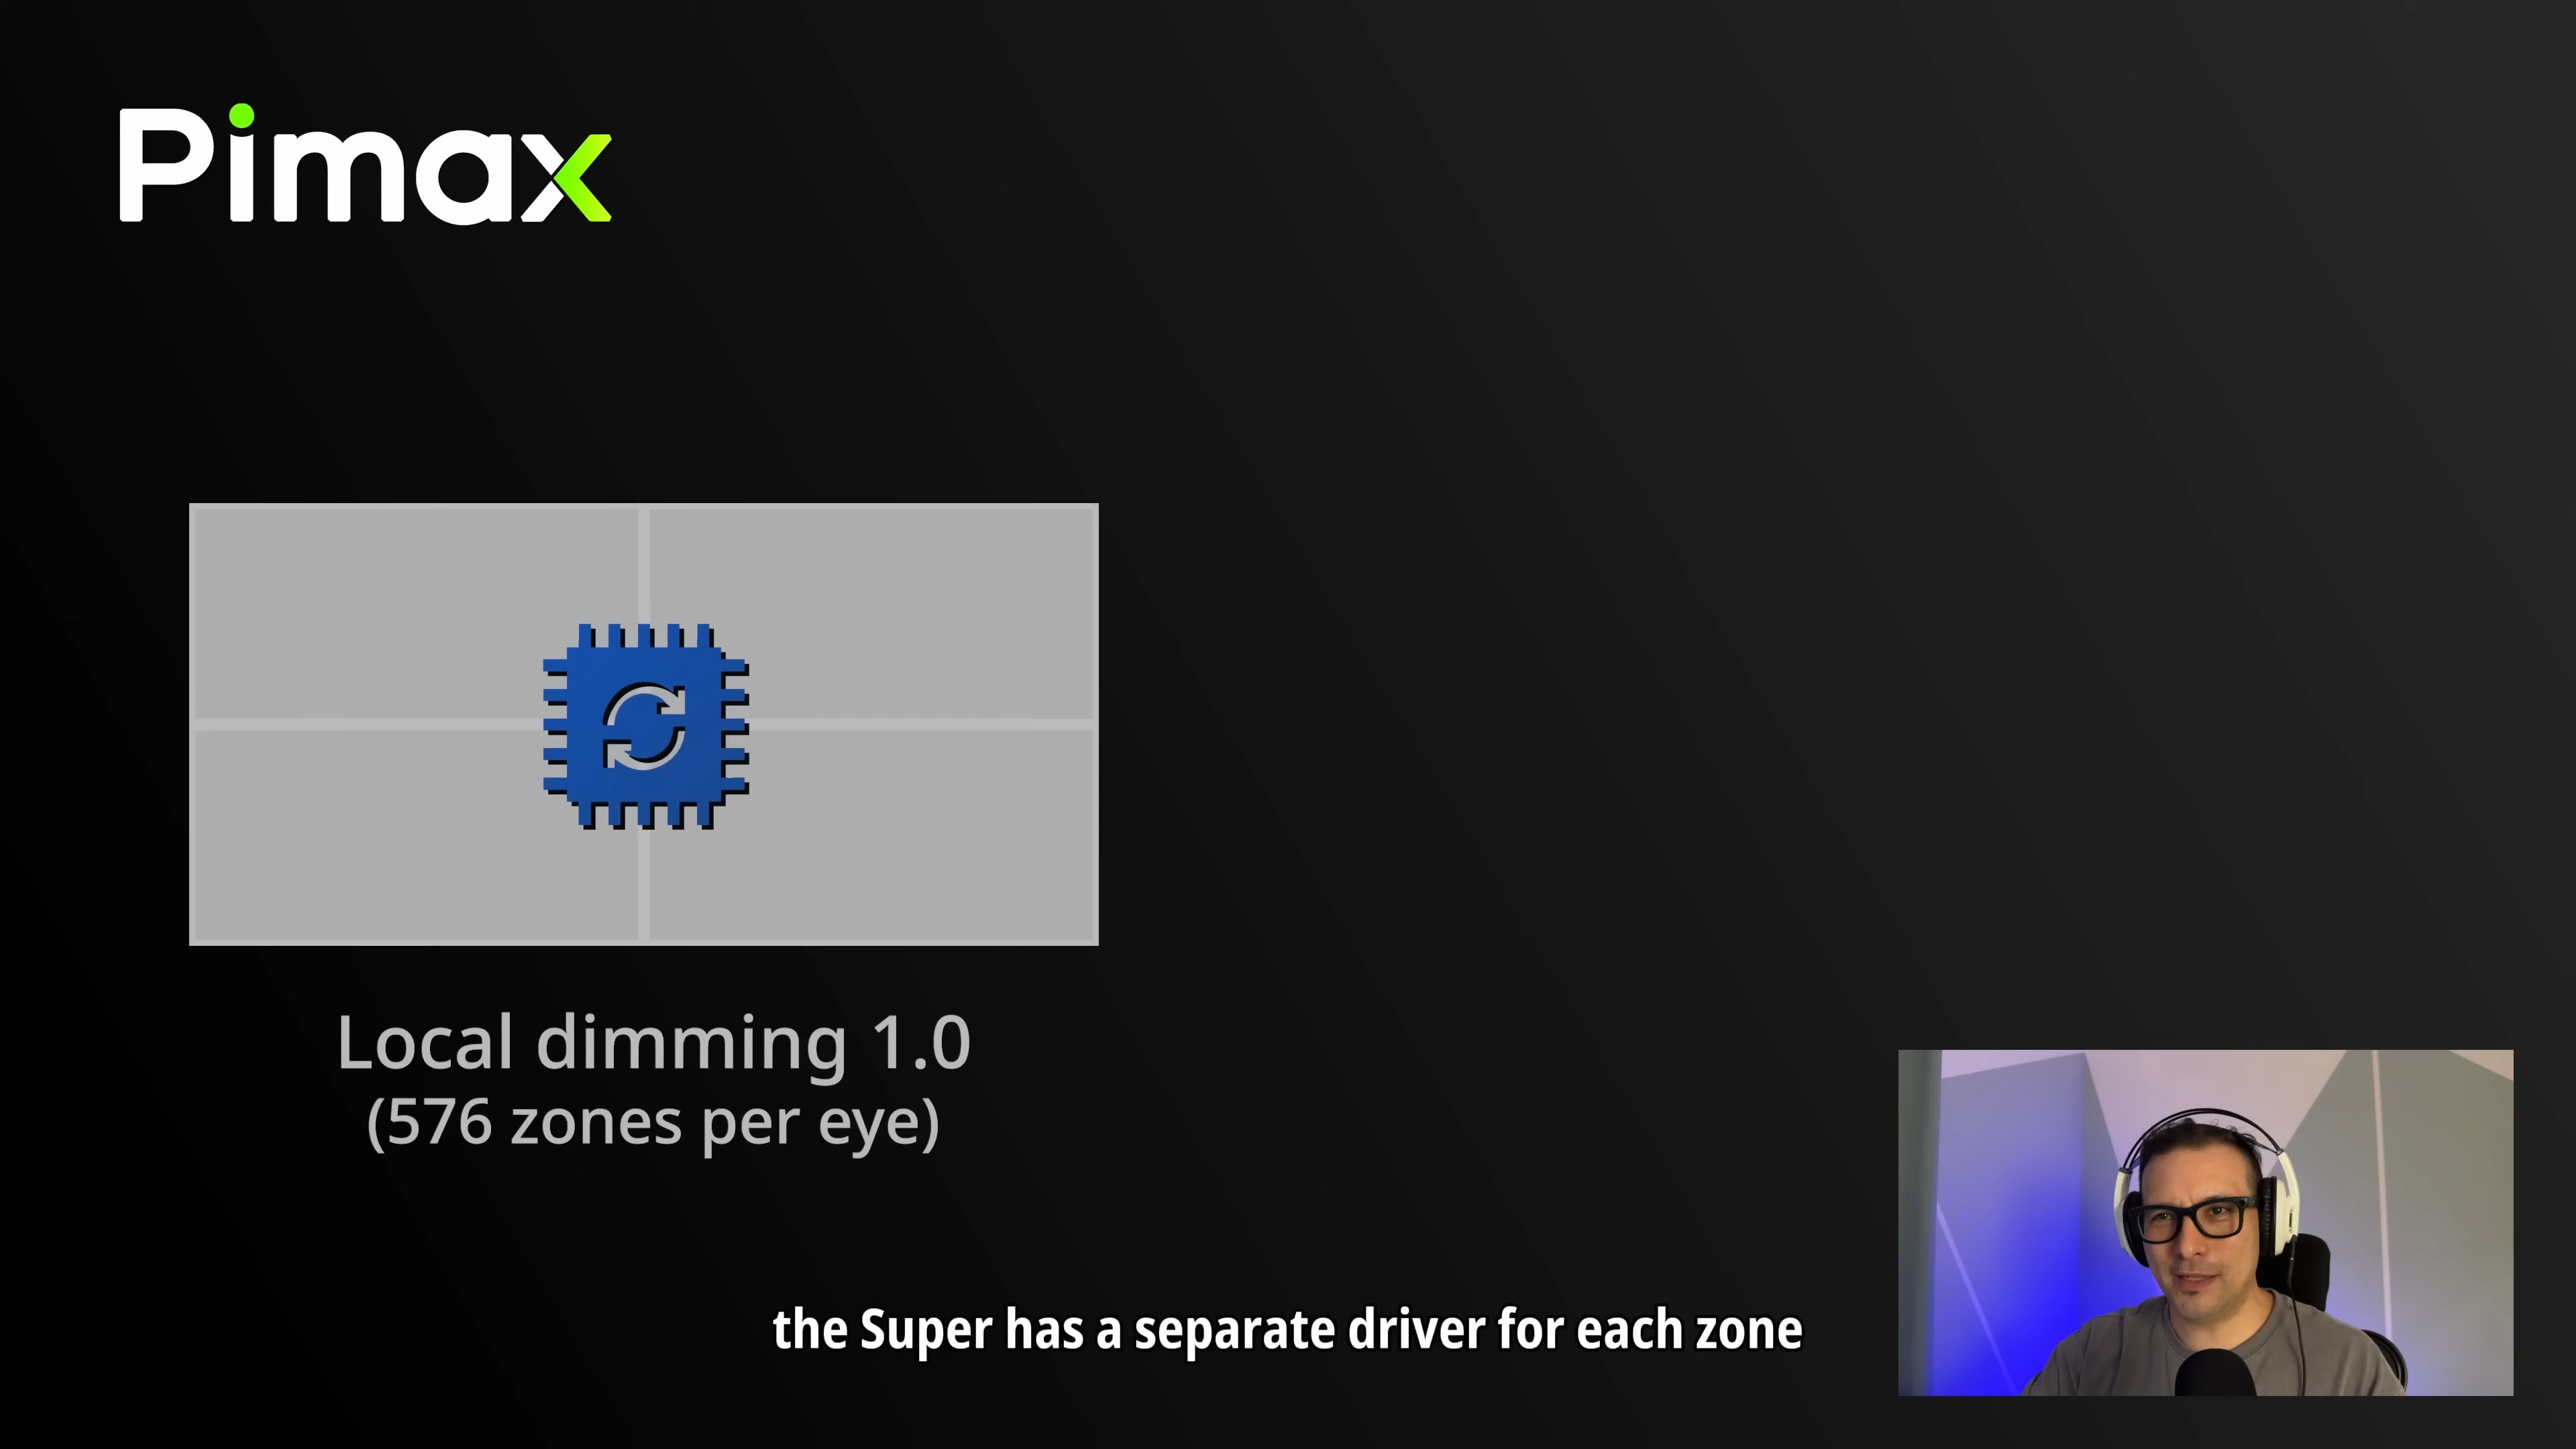 Pimax
Local dimming 1.0
(576 zones per eye)
the Super has a separate driver for each zone